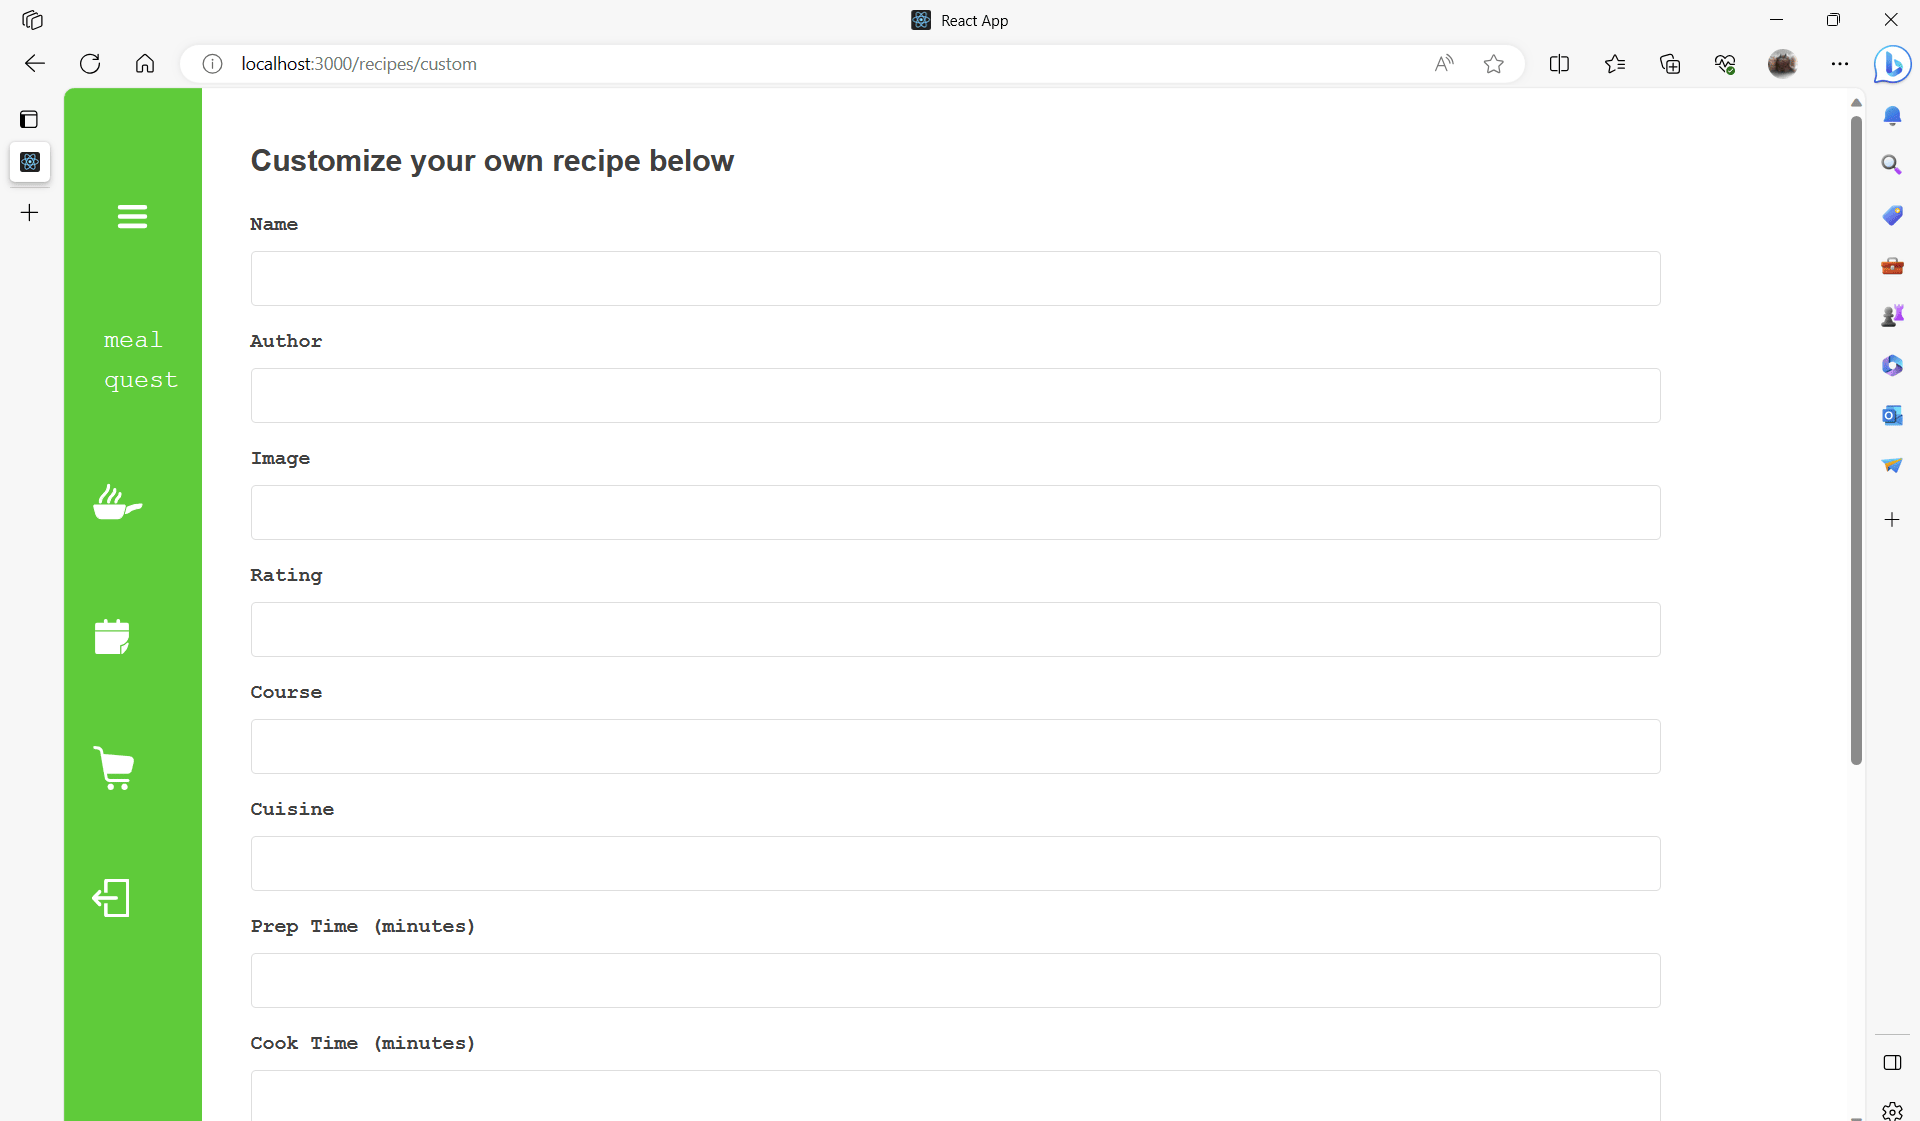 React App
localhost:3000/recipes/custom
Customize your own recipe below
Name
meal
quest
Author
Image
Rating
Course
Cuisine
Prep Time (minutes)
Cook Time (minutes)